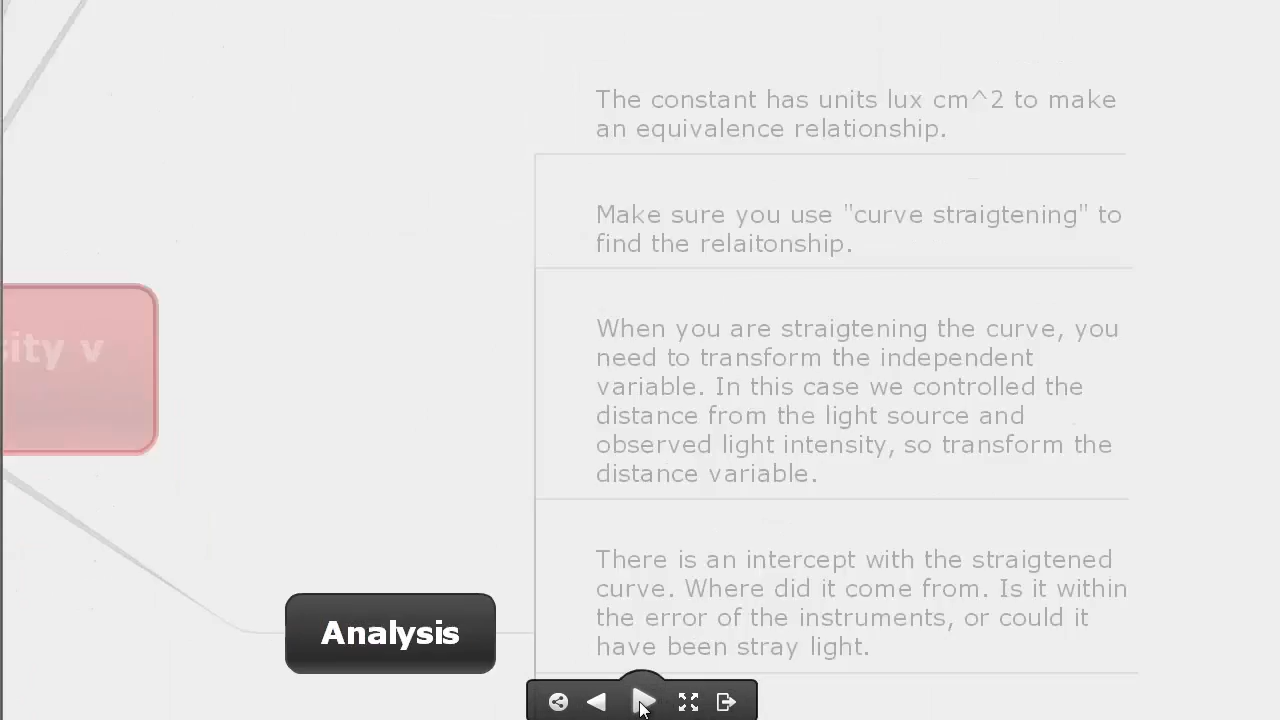 The constant has units lux cm^2 to make
an equivalence relationship.
Make sure you use "curve straigtening" to
find the relaitonship.
sity v
When you are straigtening the curve, you
need to transform the independent
variable. In this case we controlled the
distance from the light source and
observed light intensity, so transform the
distance variable.
There is an intercept with the straigtened
curve. Where did it come from. Is it within
the error of the instruments, or could it
have been stray light.
Analysis